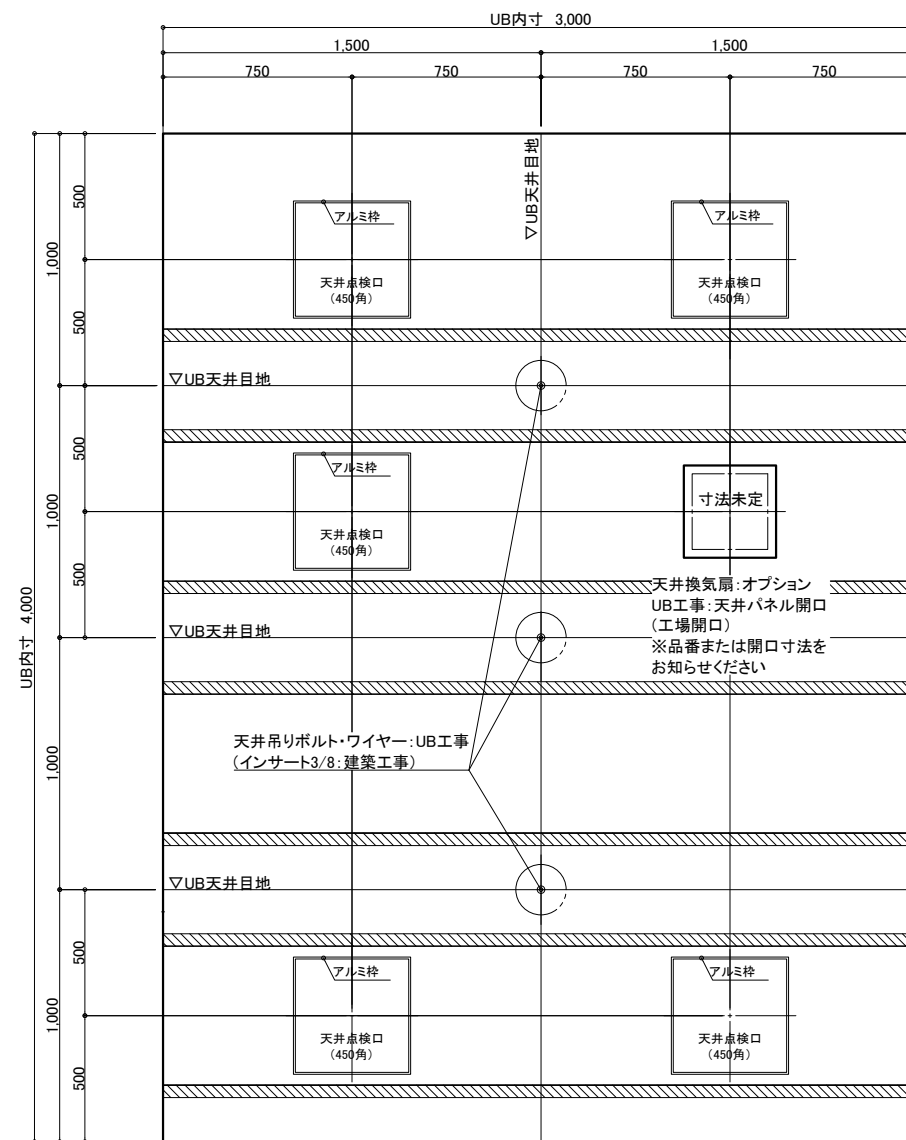 UB内寸 3,000
1,500
1,500
750
750
750
750
▽UB天井目地
500
1,000
500
アルミ枠
天井点検口
(450角)
アルミ枠
天井点検口
(450角)
▽UB天井目地
500
1,000
500
アルミ枠
天井点検口
(450角)
寸法未定
天井換気扇:オプション
UB工事:天井パネル開口
(工場開口)
※品番または開口寸法を
お知らせください
UB内寸 4,000
▽UB天井目地
1,000
天井吊りボルト・ワイヤー:UB工事
(インサート3/8:建築工事)
▽UB天井目地
500
1,000
500
アルミ枠
天井点検口
(450角)
アルミ枠
天井点検口
(450角)